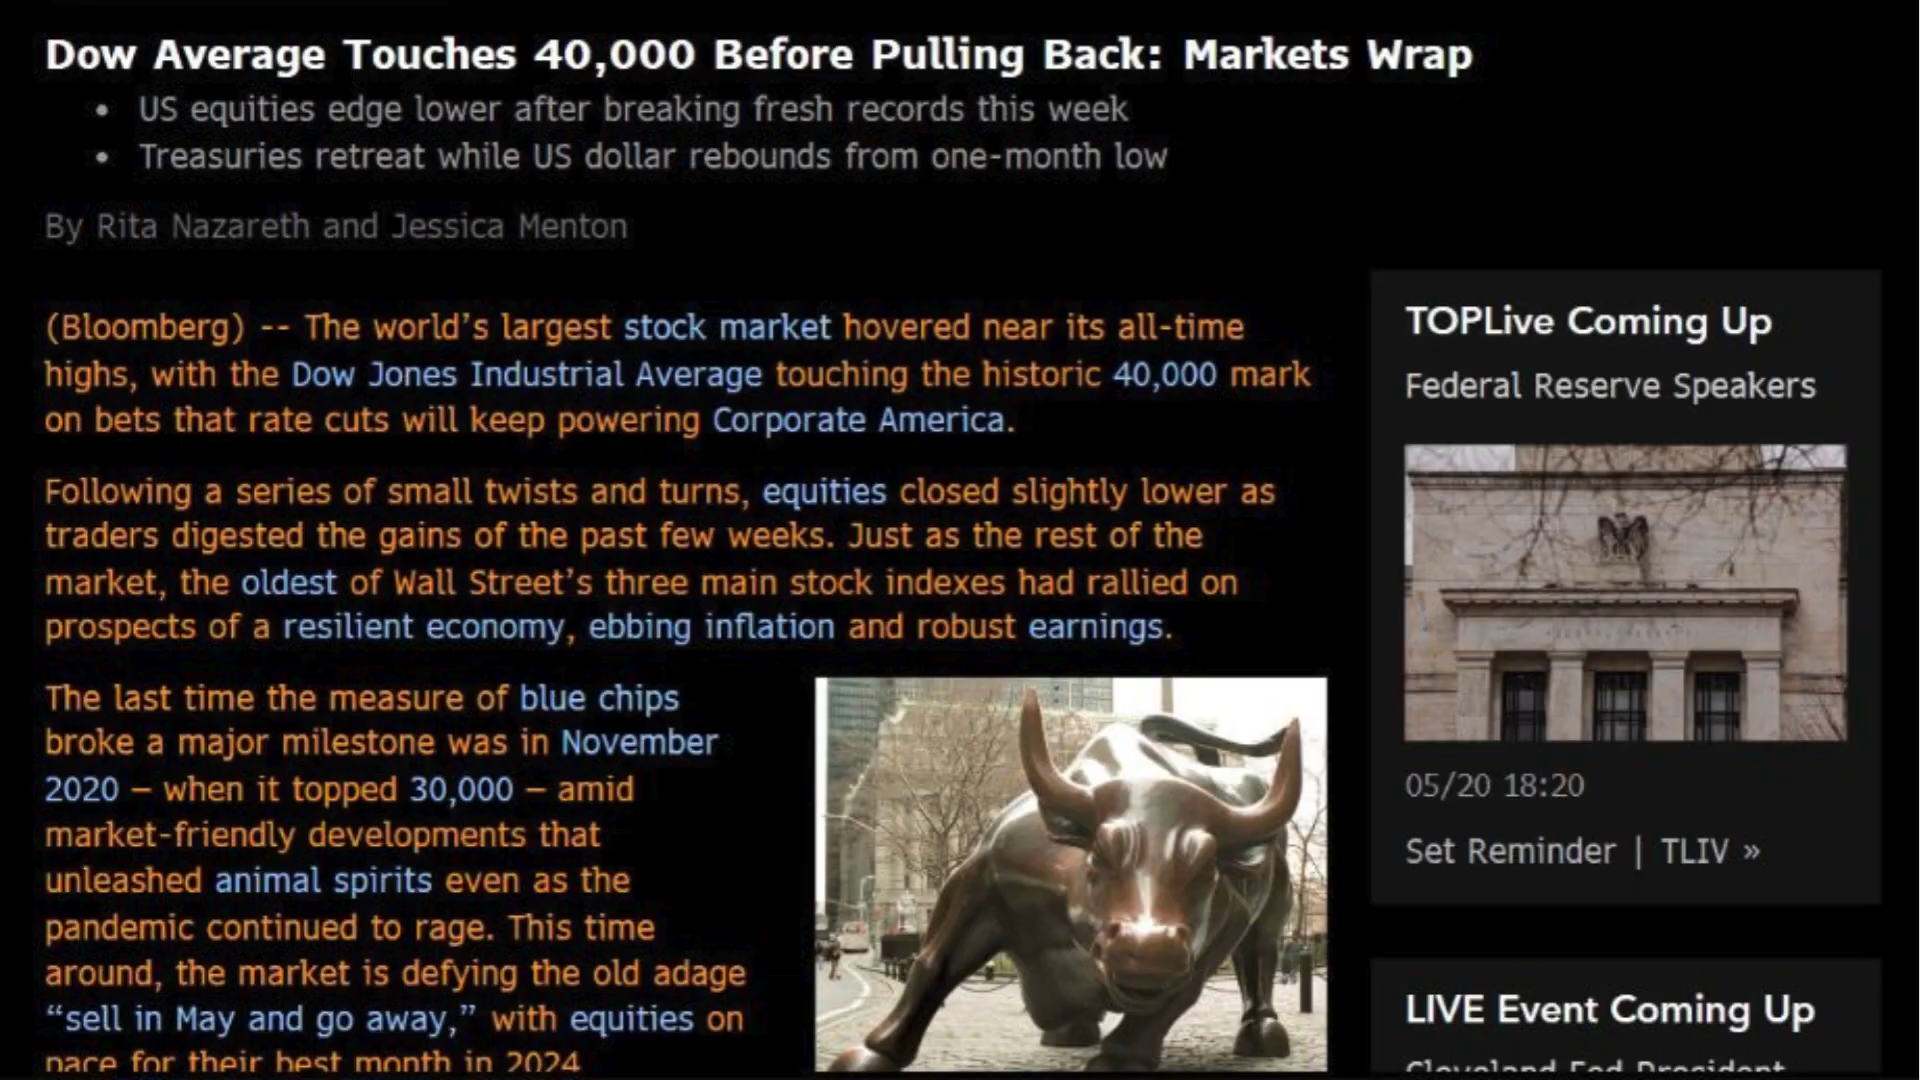 Dow Average Touches 40,000 Before Pulling Back: Markets Wrap
• US equities edge lower after breaking fresh records this week
• Treasuries retreat while US dollar rebounds from one-month low
By Rita Nazareth and Jessica Menton
(Bloomberg) -- The world’s largest stock market hovered near its all-time
highs, with the Dow Jones Industrial Average touching the historic 40,000 mark
on bets that rate cuts will keep powering Corporate America.
Following a series of small twists and turns, equities closed slightly lower as
traders digested the gains of the past few weeks. Just as the rest of the
market, the oldest of Wall Street’s three main stock indexes had rallied on
prospects of a resilient economy, ebbing inflation and robust earnings.
The last time the measure of blue chips
broke a major milestone was in November
2020 — when it topped 30,000 — amid
market-friendly developments that
unleashed animal spirits even as the
pandemic continued to rage. This time
around, the market is defying the old adage
“sell in May and go away,” with equities on
pace for their best month in 2024
TOPLive Coming Up
Federal Reserve Speakers
05/20 18:20
Set Reminder | TLIV »
LIVE Event Coming Up
Cleveland Fed President